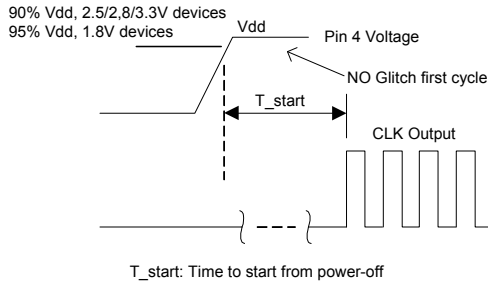 90% Vdd, 2.5/2,8/3.3V devices
95% Vdd, 1.8V devices
Vdd
Pin 4 Voltage
NO Glitch first cycle
T_start
CLK Output
T_start: Time to start from power-off